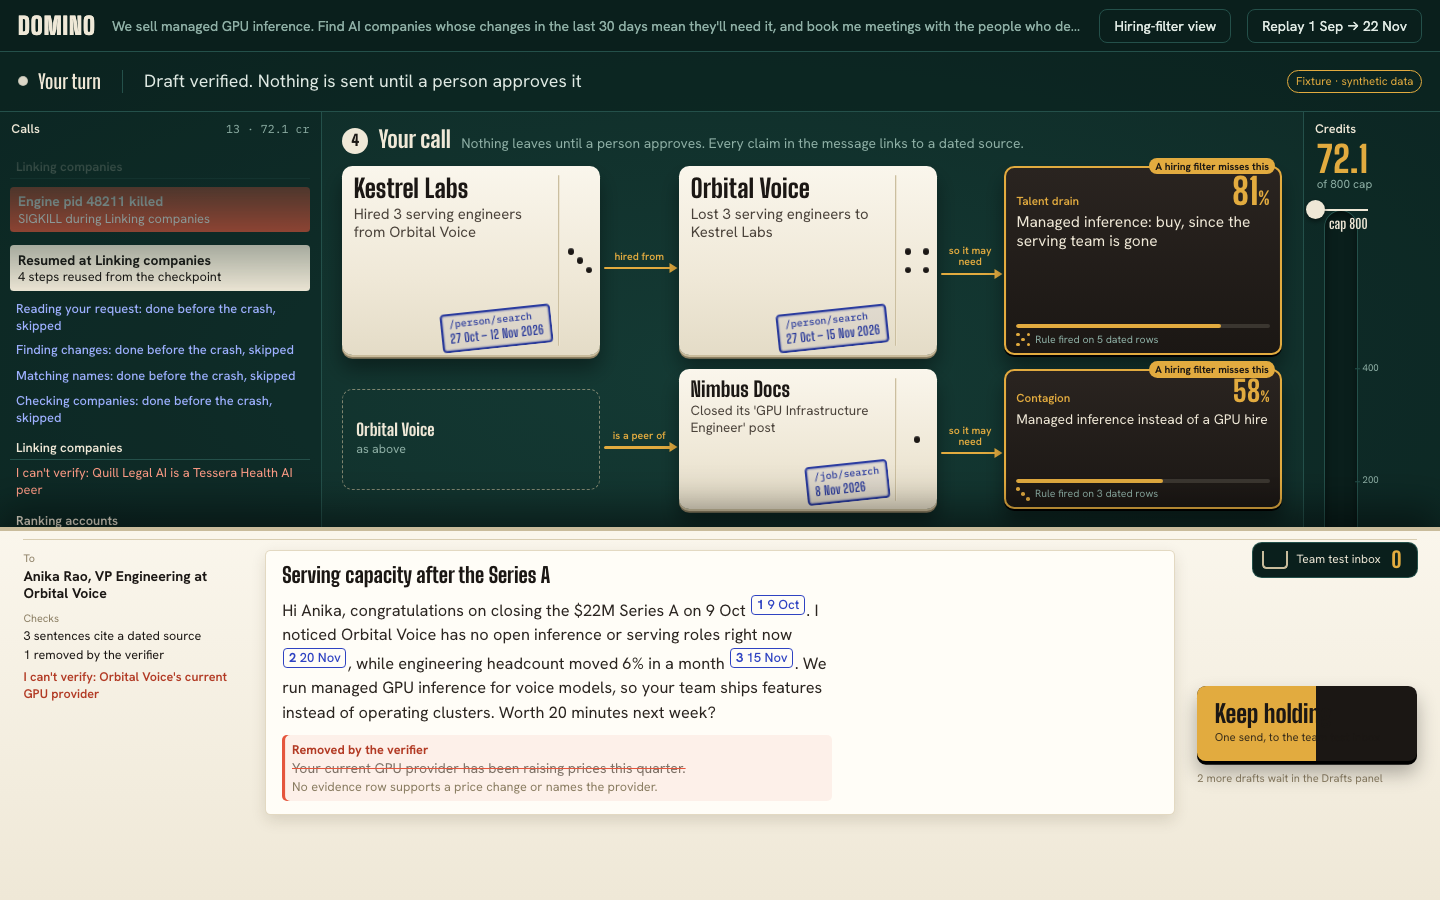 DOMINO
We sell managed GPU inference. Find AI companies whose changes in the last 30 days mean they'll need it, and book me meetings with the people who de...
Hiring-filter view
Replay 1 Sep → 22 Nov
Your turn
Draft verified. Nothing is sent until a person approves it
Fixture · synthetic data
Calls
13 · 72.1 cr
Linking companies
Engine pid 48211 killed
SIGKILL during Linking companies
Resumed at Linking companies
4 steps reused from the checkpoint
Reading your request: done before the crash,
skipped
Finding changes: done before the crash, skipped
Matching names: done before the crash, skipped
Checking companies: done before the crash,
skipped
Linking companies
I can't verify: Quill Legal AI is a Tessera Health AI
peer
Ranking accounts
4
Your call
Nothing leaves until a person approves. Every claim in the message links to a dated source.
Kestrel Labs
Hired 3 serving engineers
from Orbital Voice
/person/search
27 Oct – 12 Nov 2026
hired from
Orbital Voice
Lost 3 serving engineers to
Kestrel Labs
/person/search
27 Oct – 15 Nov 2026
so it may
need
A hiring filter misses this
Talent drain
81%
Managed inference: buy, since the
serving team is gone
Rule fired on 5 dated rows
Orbital Voice
as above
is a peer of
Nimbus Docs
Closed its 'GPU Infrastructure
Engineer' post
/job/search
8 Nov 2026
so it may
need
A hiring filter misses this
Contagion
58%
Managed inference instead of a GPU hire
Rule fired on 3 dated rows
Credits
72.1
of 800 cap
cap 800
400
200
To
Anika Rao, VP Engineering at
Orbital Voice
Checks
3 sentences cite a dated source
1 removed by the verifier
I can't verify: Orbital Voice's current
GPU provider
Serving capacity after the Series A
Hi Anika, congratulations on closing the $22M Series A on 9 Oct 1 9 Oct . I
noticed Orbital Voice has no open inference or serving roles right now
2 20 Nov , while engineering headcount moved 6% in a month 3 15 Nov . We
run managed GPU inference for voice models, so your team ships features
instead of operating clusters. Worth 20 minutes next week?
Removed by the verifier
Your current GPU provider has been raising prices this quarter.
No evidence row supports a price change or names the provider.
Team test inbox 0
Keep holdin
One send, to the tea
2 more drafts wait in the Drafts panel